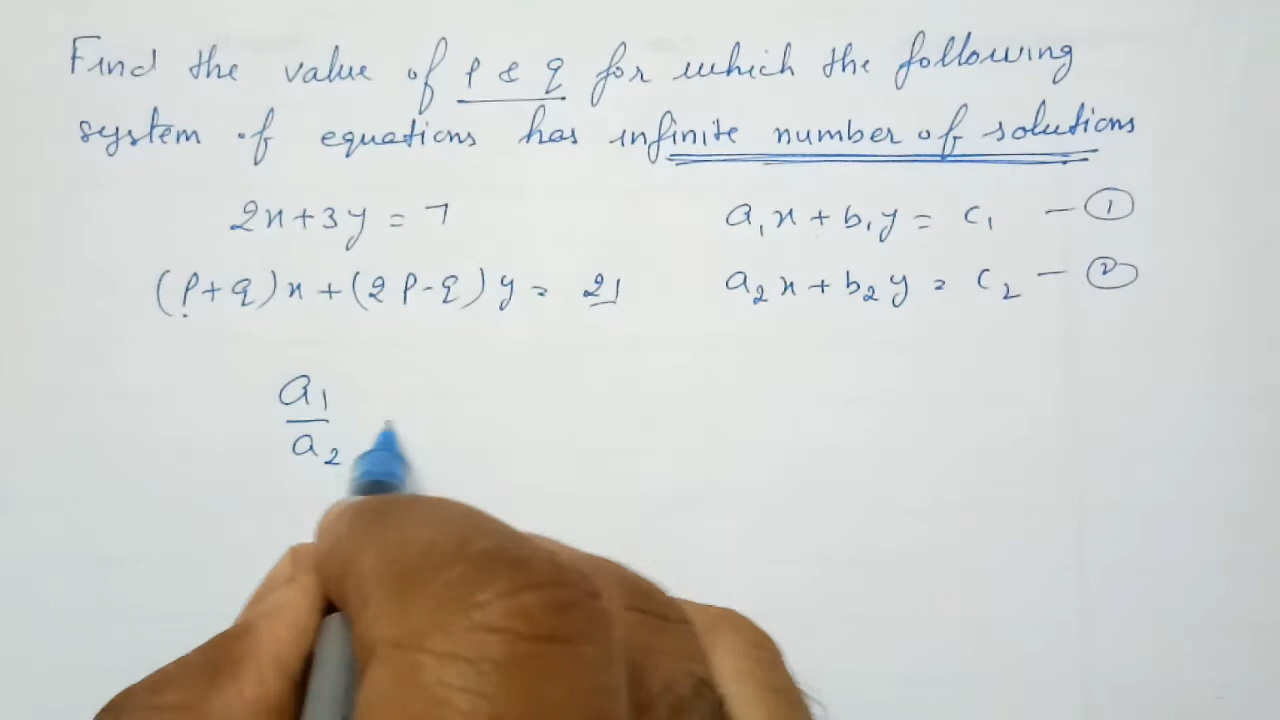 Find the value of p & q for which the following
system of equations has infinite number of solutions
2x+3y = 7
a₁x + b₁y = c₁ — ①
(p+q)x + (2p-q)y = 21
a₂x + b₂y = c₂ — ②
a₁
a₂